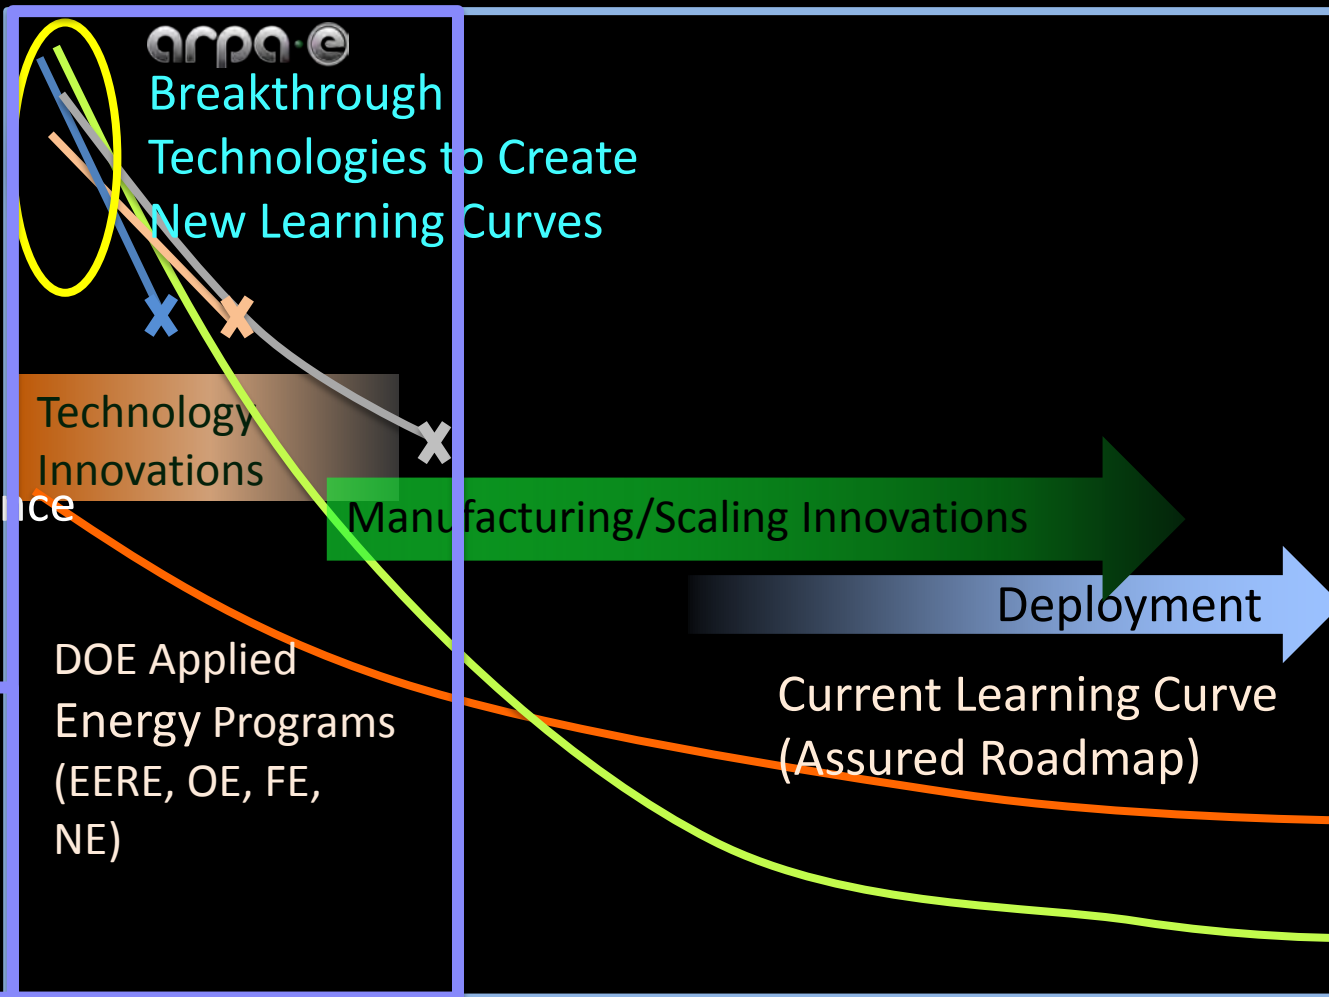 arpa·e
Breakthrough
Technologies to Create
New Learning Curves
Technology
Innovations
nce
Manufacturing/Scaling Innovations
Deployment
DOE Applied
Energy Programs
(EERE, OE, FE,
NE)
Current Learning Curve
(Assured Roadmap)